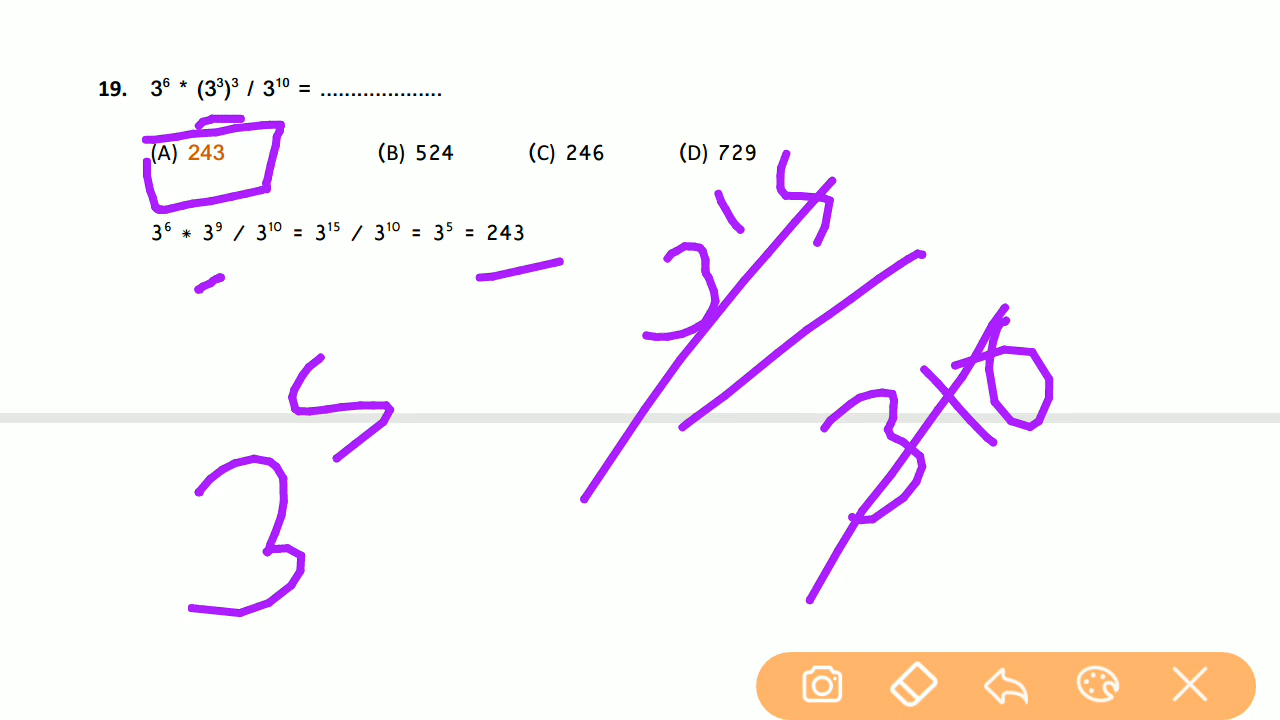 19. 3⁶ * (3³)³ / 3¹⁰ = ....................
(A) 243 (B) 524 (C) 246 (D) 729
3⁶ * 3⁹ / 3¹⁰ = 3¹⁵ / 3¹⁰ = 3⁵ = 243
3¹⁵ / 3¹⁰
3⁵